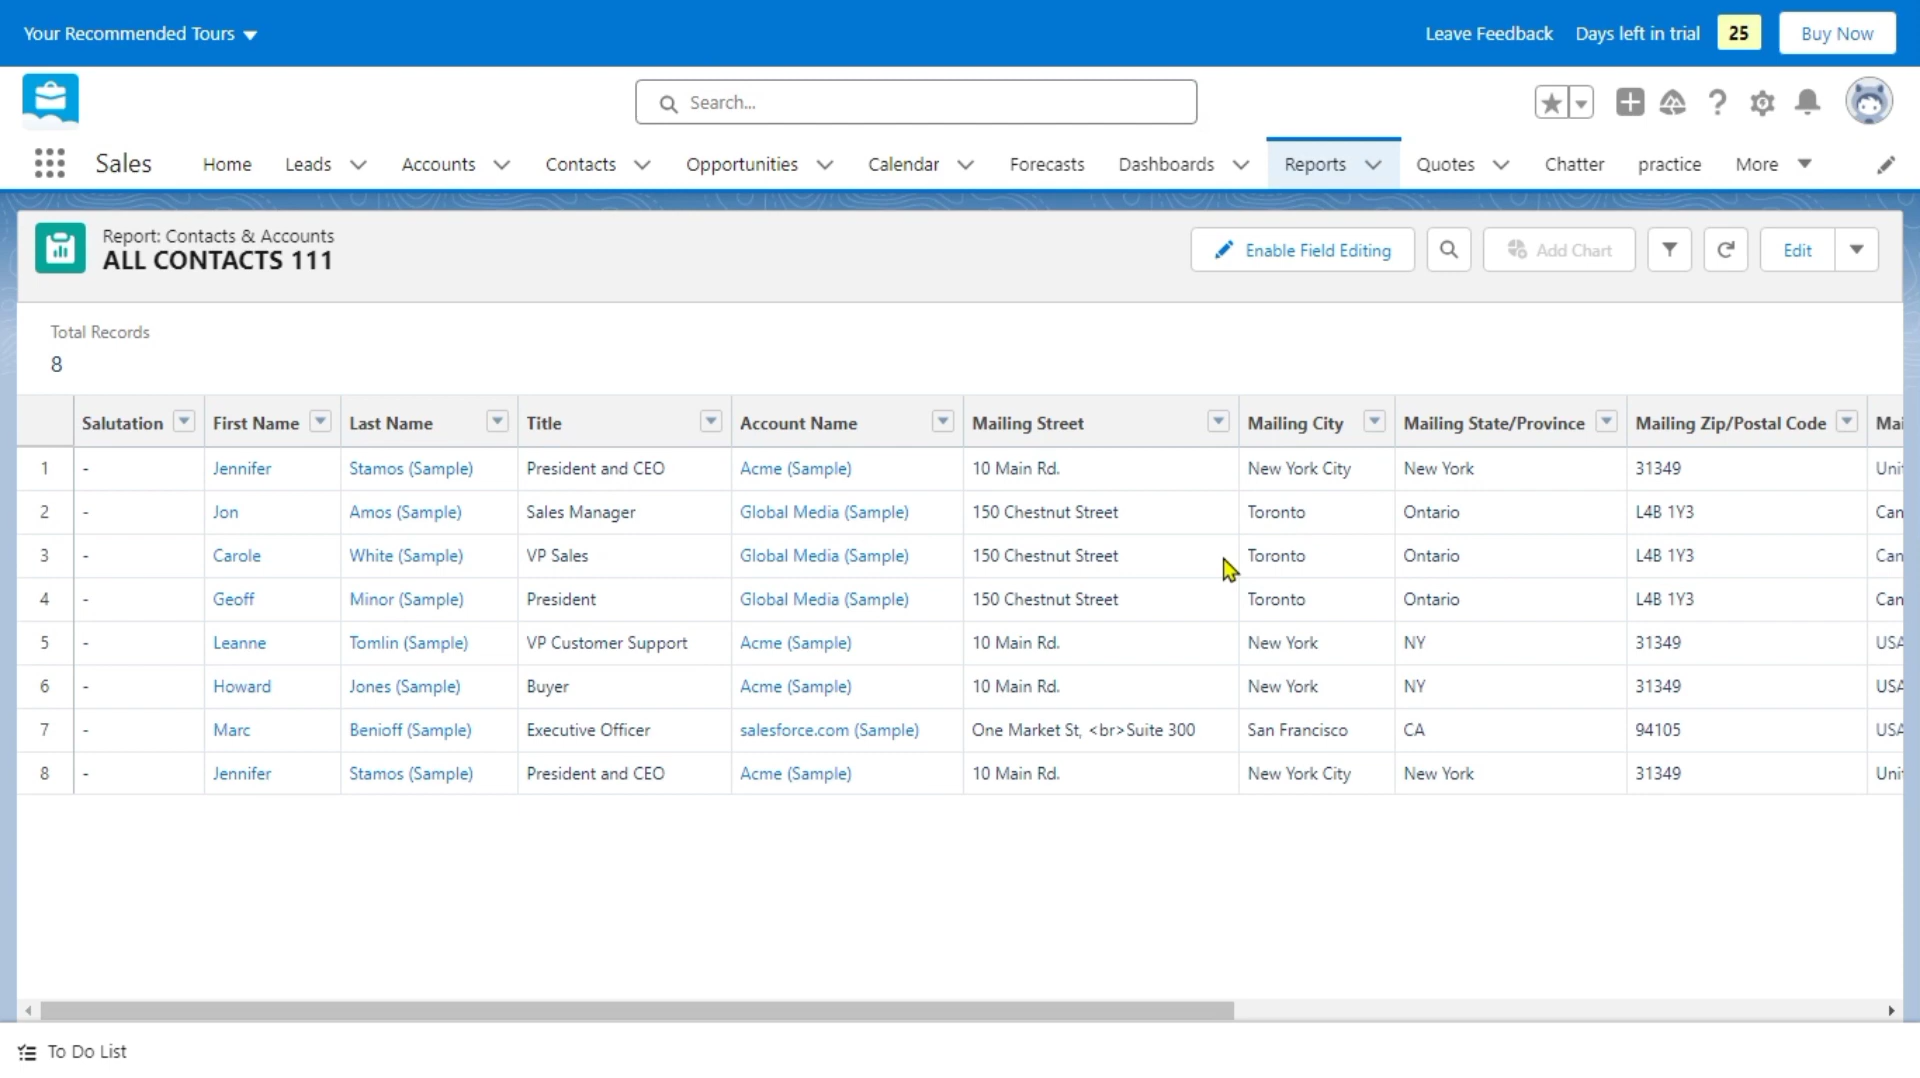 Your Recommended Tours
Leave Feedback Days left in trial 25 Buy Now
Search...
Sales Home Leads Accounts Contacts Opportunities Calendar Forecasts Dashboards Reports Quotes Chatter practice More
Report: Contacts & Accounts
ALL CONTACTS 111
Enable Field Editing Add Chart Edit
Total Records
8
Salutation First Name Last Name Title Account Name Mailing Street Mailing City Mailing State/Province Mailing Zip/Postal Code Mai
1 - Jennifer Stamos (Sample) President and CEO Acme (Sample) 10 Main Rd. New York City New York 31349 Uni
2 - Jon Amos (Sample) Sales Manager Global Media (Sample) 150 Chestnut Street Toronto Ontario L4B 1Y3 Can
3 - Carole White (Sample) VP Sales Global Media (Sample) 150 Chestnut Street Toronto Ontario L4B 1Y3 Can
4 - Geoff Minor (Sample) President Global Media (Sample) 150 Chestnut Street Toronto Ontario L4B 1Y3 Can
5 - Leanne Tomlin (Sample) VP Customer Support Acme (Sample) 10 Main Rd. New York NY 31349 USA
6 - Howard Jones (Sample) Buyer Acme (Sample) 10 Main Rd. New York NY 31349 USA
7 - Marc Benioff (Sample) Executive Officer salesforce.com (Sample) One Market St, <br>Suite 300 San Francisco CA 94105 USA
8 - Jennifer Stamos (Sample) President and CEO Acme (Sample) 10 Main Rd. New York City New York 31349 Uni
To Do List